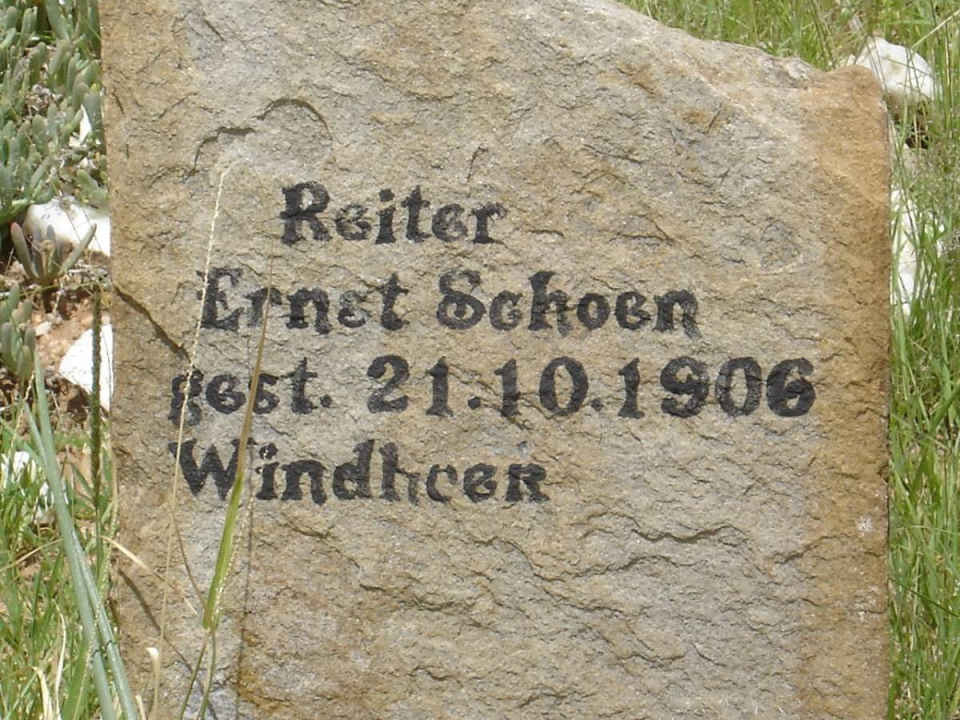 Reiter
Ernst Schoen
gest. 21.10.1906
Windhoek